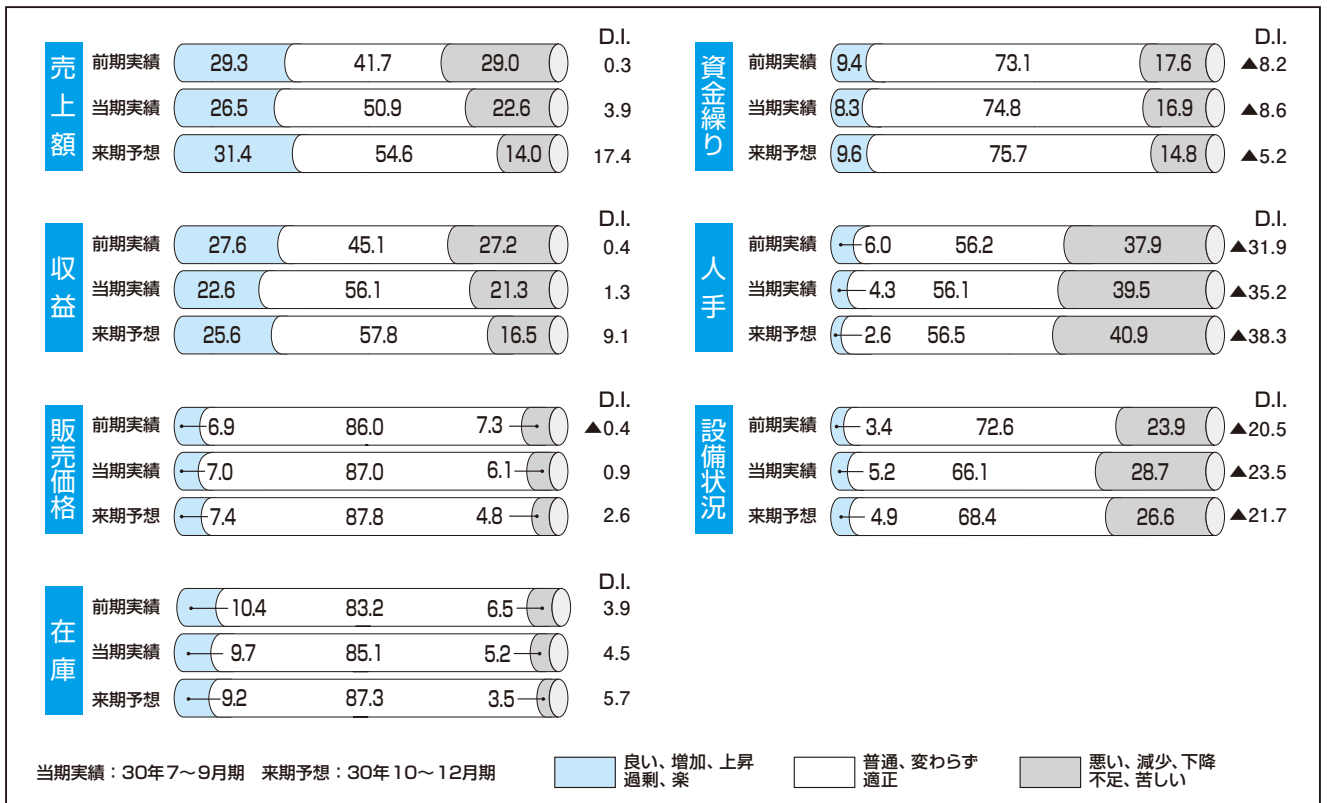 売上額
D.I.
前期実績 29.3 41.7 29.0 0.3
当期実績 26.5 50.9 22.6 3.9
来期予想 31.4 54.6 14.0 17.4
収益
D.I.
前期実績 27.6 45.1 27.2 0.4
当期実績 22.6 56.1 21.3 1.3
来期予想 25.6 57.8 16.5 9.1
販売価格
D.I.
前期実績 6.9 86.0 7.3 ▲0.4
当期実績 7.0 87.0 6.1 0.9
来期予想 7.4 87.8 4.8 2.6
在庫
D.I.
前期実績 10.4 83.2 6.5 3.9
当期実績 9.7 85.1 5.2 4.5
来期予想 9.2 87.3 3.5 5.7
資金繰り
D.I.
前期実績 9.4 73.1 17.6 ▲8.2
当期実績 8.3 74.8 16.9 ▲8.6
来期予想 9.6 75.7 14.8 ▲5.2
人手
D.I.
前期実績 6.0 56.2 37.9 ▲31.9
当期実績 4.3 56.1 39.5 ▲35.2
来期予想 2.6 56.5 40.9 ▲38.3
設備状況
D.I.
前期実績 3.4 72.6 23.9 ▲20.5
当期実績 5.2 66.1 28.7 ▲23.5
来期予想 4.9 68.4 26.6 ▲21.7
当期実績：30年7〜9月期 来期予想：30年10〜12月期
良い、増加、上昇
過剰、楽
普通、変わらず
適正
悪い、減少、下降
不足、苦しい